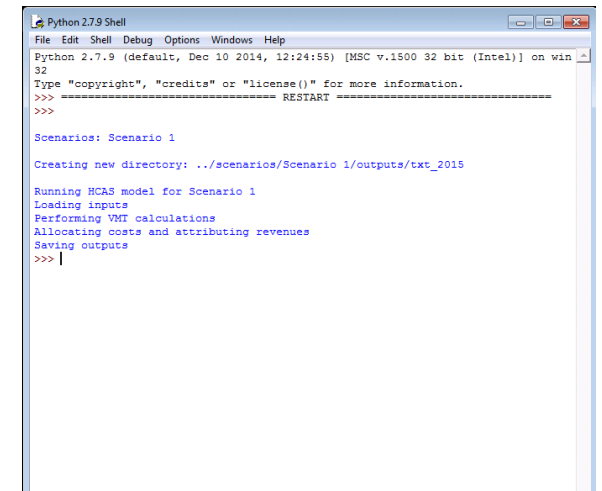 Python 2.7.9 Shell
File Edit Shell Debug Options Windows Help
Python 2.7.9 (default, Dec 10 2014, 12:24:55) [MSC v.1500 32 bit (Intel)] on win
32
Type "copyright", "credits" or "license()" for more information.
>>> ================================ RESTART ================================
>>>
Scenarios: Scenario 1
Creating new directory: ../scenarios/Scenario 1/outputs/txt_2015
Running HCAS model for Scenario 1
Loading inputs
Performing VMT calculations
Allocating costs and attributing revenues
Saving outputs
>>>